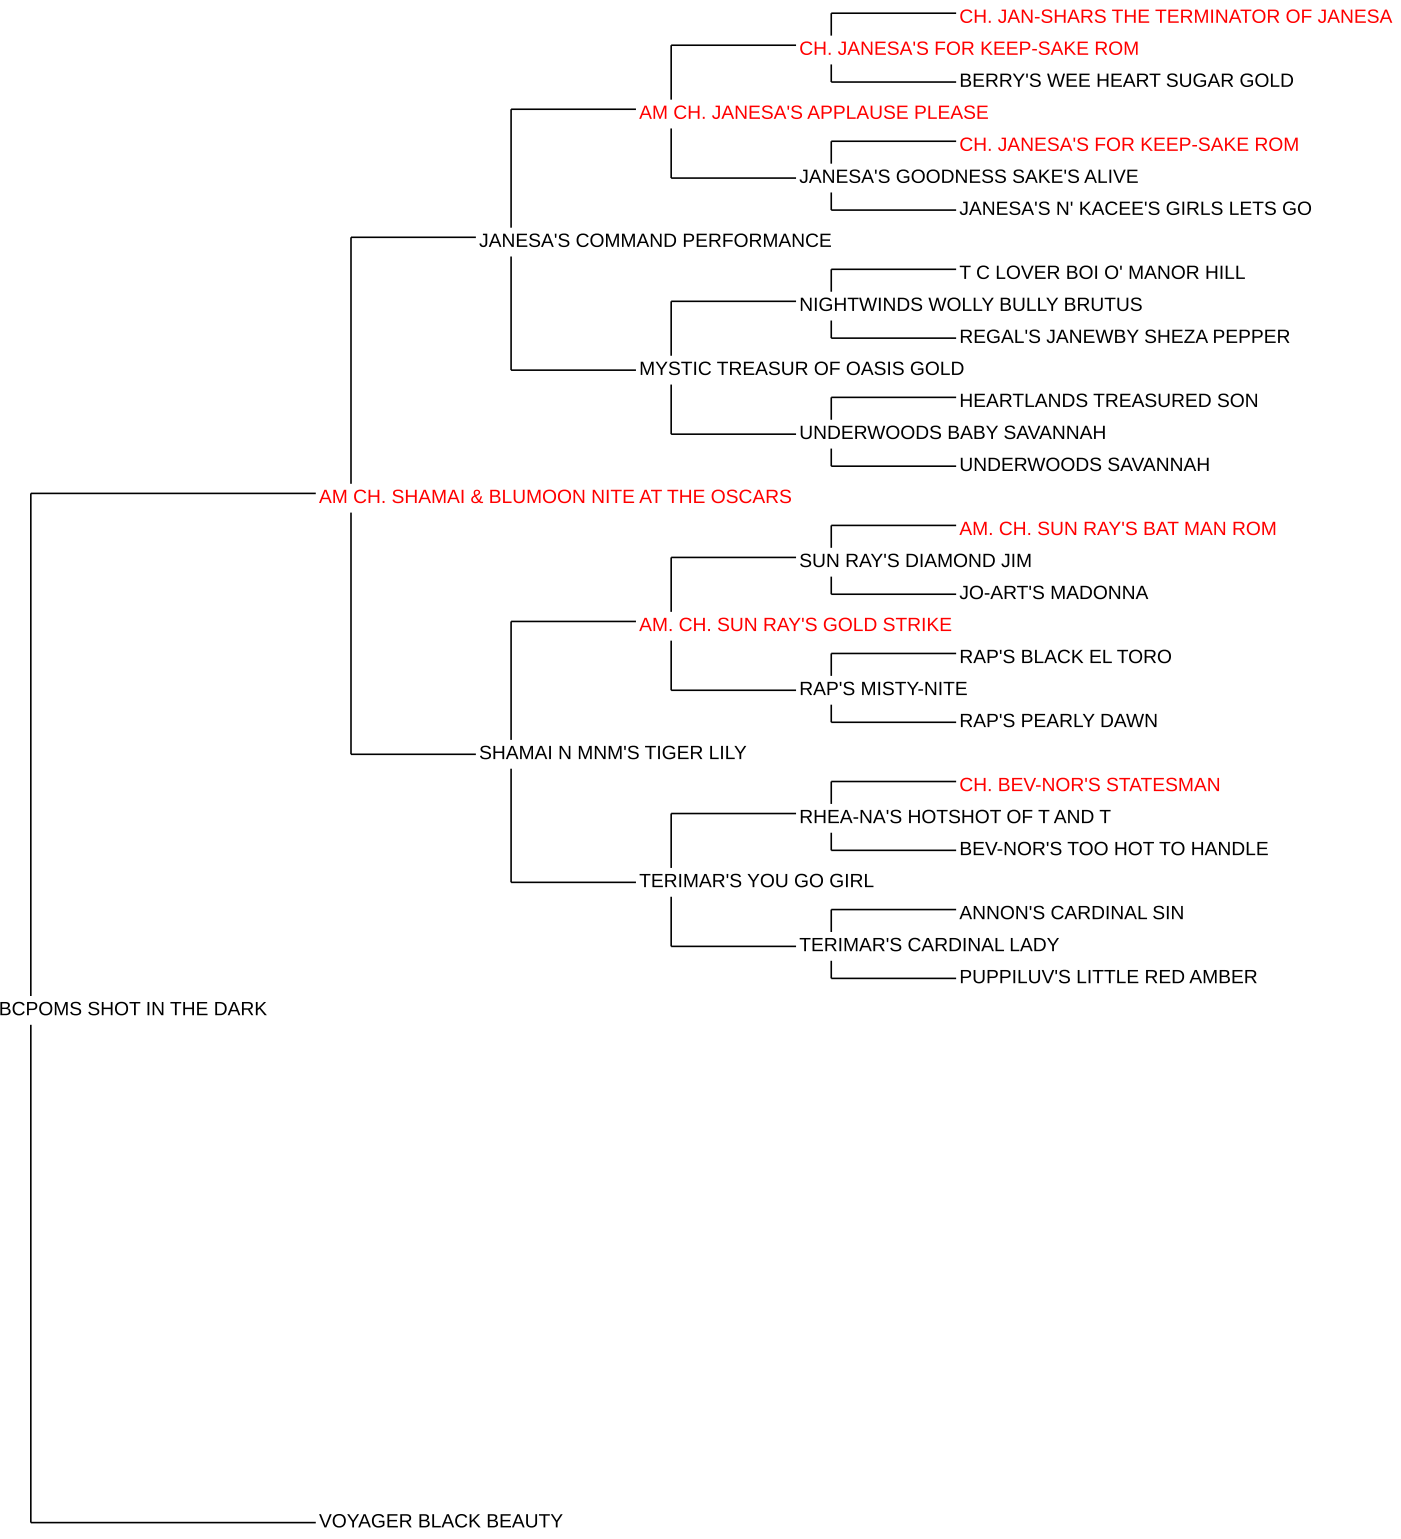 CH. JAN-SHARS THE TERMINATOR OF JANESA
CH. JANESA'S FOR KEEP-SAKE ROM
BERRY'S WEE HEART SUGAR GOLD
AM CH. JANESA'S APPLAUSE PLEASE
CH. JANESA'S FOR KEEP-SAKE ROM
JANESA'S GOODNESS SAKE'S ALIVE
JANESA'S N' KACEE'S GIRLS LETS GO
JANESA'S COMMAND PERFORMANCE
T C LOVER BOI O' MANOR HILL
NIGHTWINDS WOLLY BULLY BRUTUS
REGAL'S JANEWBY SHEZA PEPPER
MYSTIC TREASUR OF OASIS GOLD
HEARTLANDS TREASURED SON
UNDERWOODS BABY SAVANNAH
UNDERWOODS SAVANNAH
AM CH. SHAMAI & BLUMOON NITE AT THE OSCARS
AM. CH. SUN RAY'S BAT MAN ROM
SUN RAY'S DIAMOND JIM
JO-ART'S MADONNA
AM. CH. SUN RAY'S GOLD STRIKE
RAP'S BLACK EL TORO
RAP'S MISTY-NITE
RAP'S PEARLY DAWN
SHAMAI N MNM'S TIGER LILY
CH. BEV-NOR'S STATESMAN
RHEA-NA'S HOTSHOT OF T AND T
BEV-NOR'S TOO HOT TO HANDLE
TERIMAR'S YOU GO GIRL
ANNON'S CARDINAL SIN
TERIMAR'S CARDINAL LADY
PUPPILUV'S LITTLE RED AMBER
BCPOMS SHOT IN THE DARK
VOYAGER BLACK BEAUTY